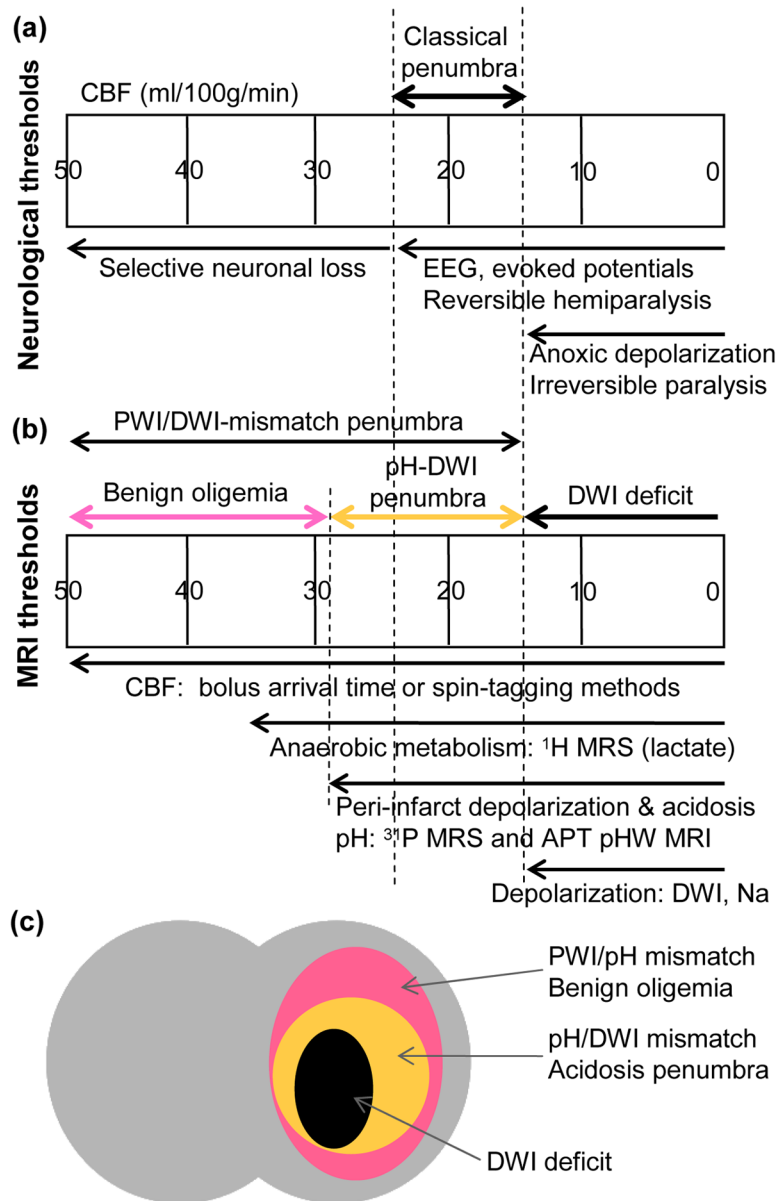 (a)
Classical
penumbra
CBF (ml/100g/min)
Neurological thresholds
50 40 30 20 10 0
Selective neuronal loss
EEG, evoked potentials
Reversible hemiparalysis
Anoxic depolarization
Irreversible paralysis
(b)
PWI/DWI-mismatch penumbra
MRI thresholds
Benign oligemia
pH-DWI
penumbra
DWI deficit
50 40 30 20 10 0
CBF: bolus arrival time or spin-tagging methods
Anaerobic metabolism: ¹H MRS (lactate)
Peri-infarct depolarization & acidosis
pH: ³¹P MRS and APT pHW MRI
Depolarization: DWI, Na
(c)
PWI/pH mismatch
Benign oligemia
pH/DWI mismatch
Acidosis penumbra
DWI deficit